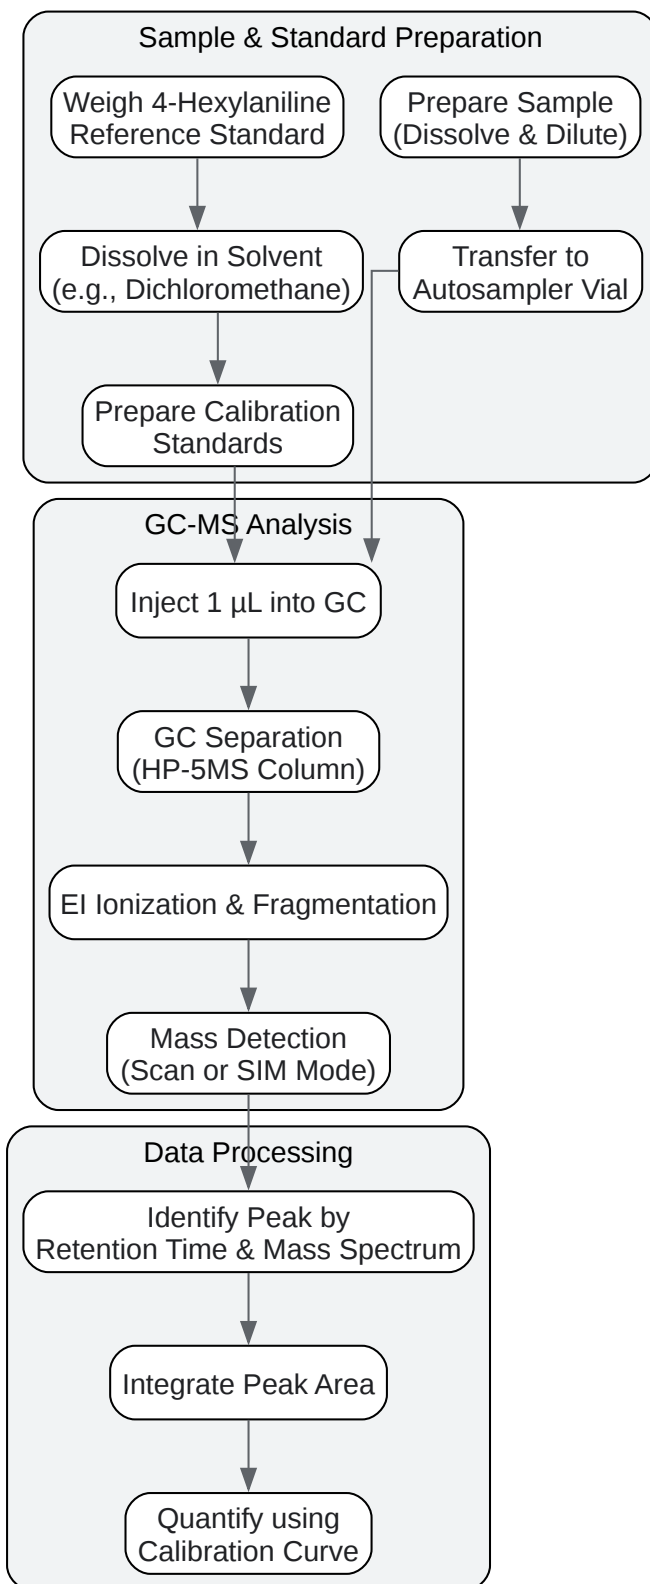 Sample & Standard Preparation
Weigh 4-Hexylaniline
Reference Standard
Prepare Sample
(Dissolve & Dilute)
Dissolve in Solvent
(e.g., Dichloromethane)
Transfer to
Autosampler Vial
Prepare Calibration
Standards
GC-MS Analysis
Inject 1 µL into GC
GC Separation
(HP-5MS Column)
EI Ionization & Fragmentation
Mass Detection
(Scan or SIM Mode)
Data Processing
Identify Peak by
Retention Time & Mass Spectrum
Integrate Peak Area
Quantify using
Calibration Curve